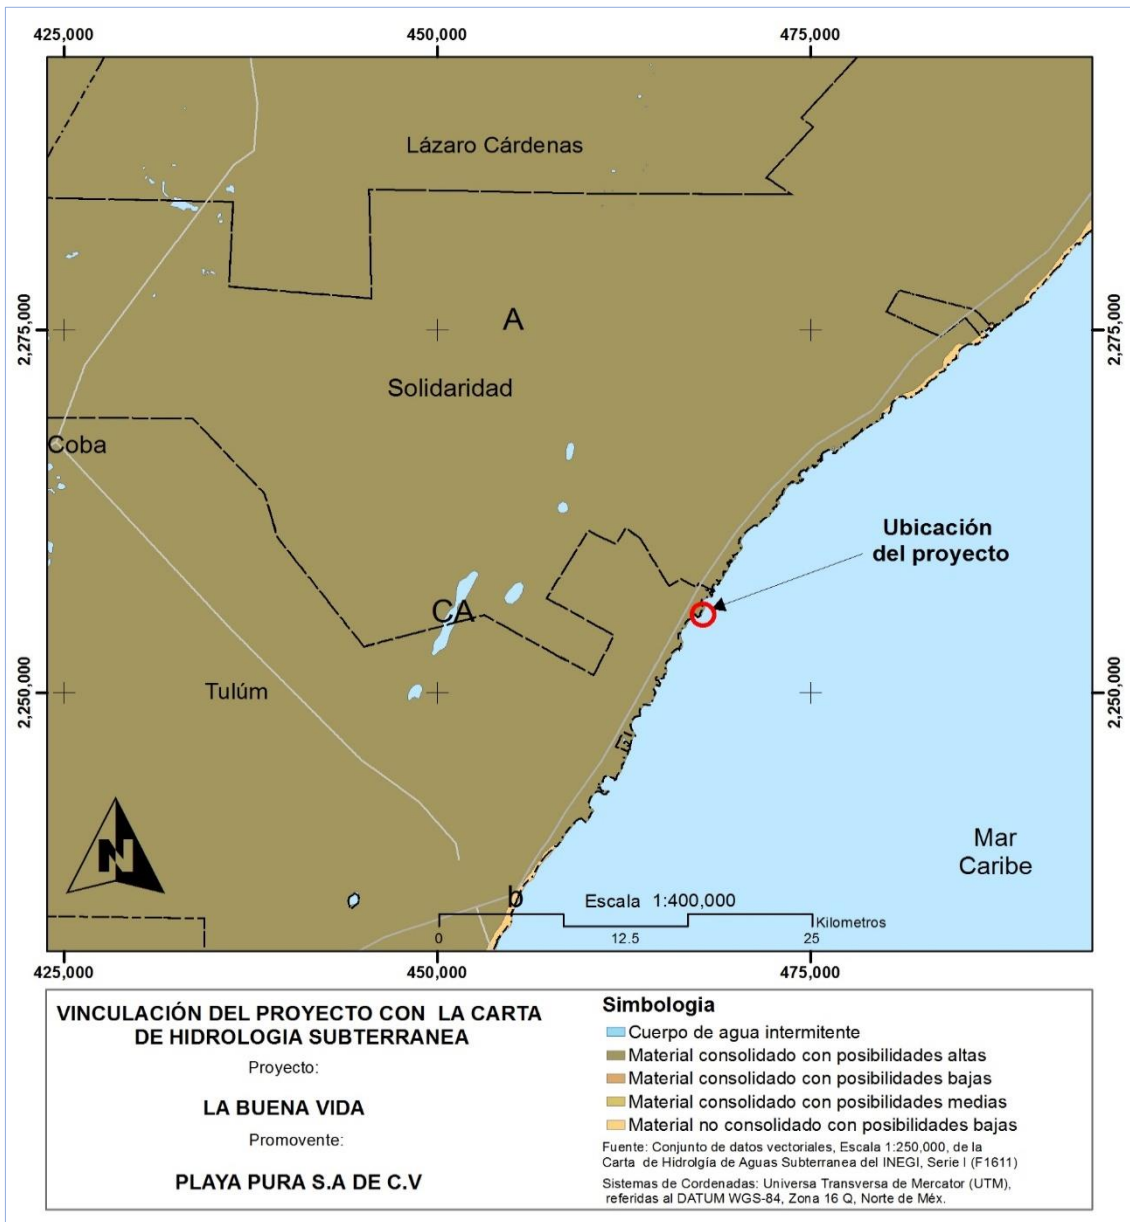 425,000 450,000 475,000
Lázaro Cárdenas
2,275,000 2,275,000
A
Solidaridad
Coba
Ubicación
del proyecto
CA
2,250,000 2,250,000
Tulúm
N
Mar
Caribe
b
Escala 1:400,000
Kilometros
0 12.5 25
425,000 450,000 475,000
VINCULACIÓN DEL PROYECTO CON LA CARTA
DE HIDROLOGIA SUBTERRANEA
Proyecto:
LA BUENA VIDA
Promovente:
PLAYA PURA S.A DE C.V
Simbologia
Cuerpo de agua intermitente
Material consolidado con posibilidades altas
Material consolidado con posibilidades bajas
Material consolidado con posibilidades medias
Material no consolidado con posibilidades bajas
Fuente: Conjunto de datos vectoriales, Escala 1:250,000, de la
Carta de Hidrolgía de Aguas Subterranea del INEGI, Serie I (F1611)
Sistemas de Cordenadas: Universa Transversa de Mercator (UTM),
referidas al DATUM WGS-84, Zona 16 Q, Norte de Méx.